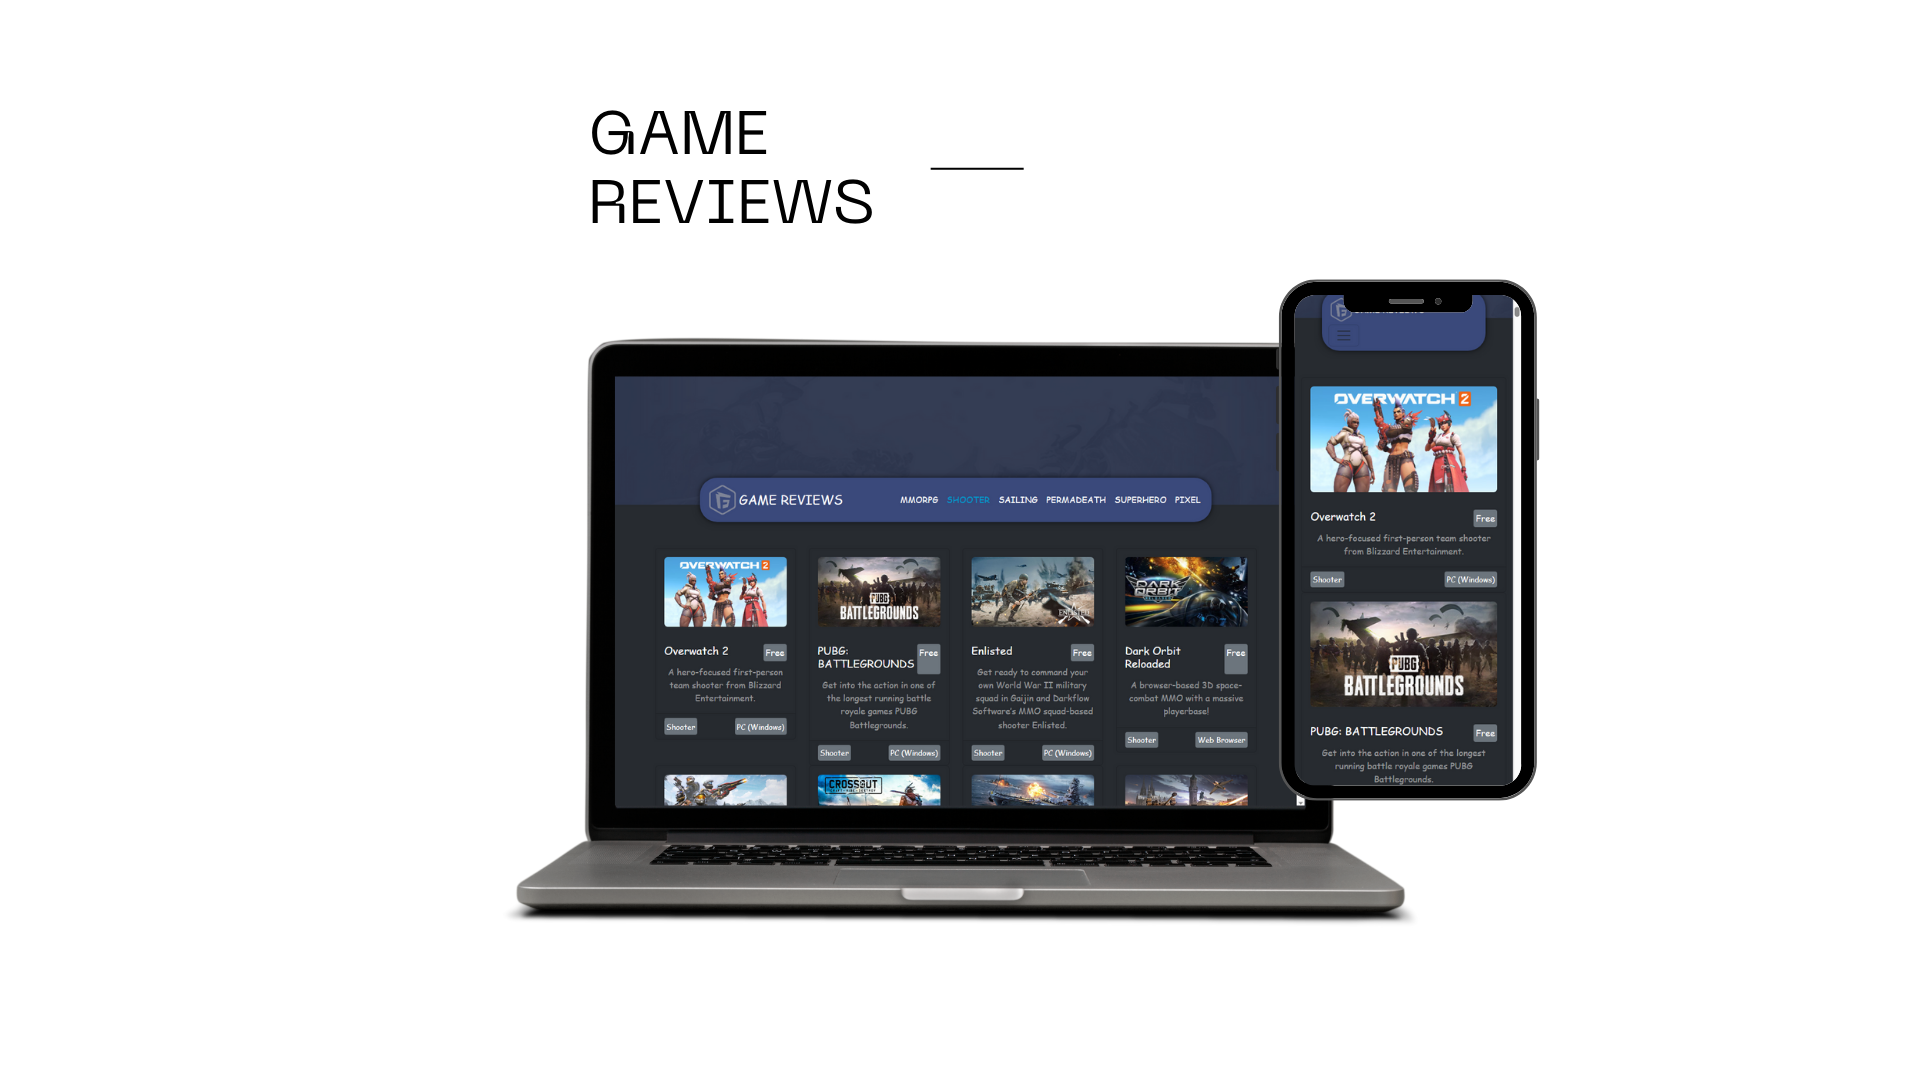 GAME
REVIEWS
GAME REVIEWS
MMORPG SHOOTER SAILING PERMADEATH SUPERHERO PIXEL
OVERWATCH 2
Overwatch 2
Free
A hero-focused first-person
team shooter from Blizzard
Entertainment.
Shooter
PC (Windows)
PUBG
BATTLEGROUNDS
PUBG:
BATTLEGROUNDS
Free
Get into the action in one of
the longest running battle
royale games PUBG
Battlegrounds.
Shooter
PC (Windows)
ENLISTED
Enlisted
Free
Get ready to command your
own World War II military
squad in Gaijin and Darkflow
Software's MMO squad-based
shooter Enlisted.
Shooter
PC (Windows)
DARK
ORBIT
Dark Orbit
Reloaded
Free
A browser-based 3D space-
combat MMO with a massive
playerbase!
Shooter
Web Browser
CROSSOUT
OVERWATCH 2
Overwatch 2
Free
A hero-focused first-person team shooter
from Blizzard Entertainment.
Shooter
PC (Windows)
PUBG
BATTLEGROUNDS
PUBG: BATTLEGROUNDS
Free
Get into the action in one of the longest
running battle royale games PUBG
Battlegrounds.